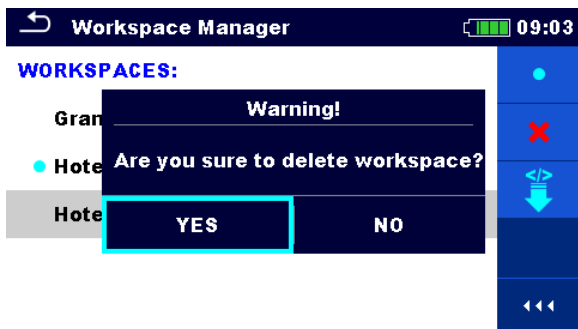 Workspace Manager 09:03
WORKSPACES:
Gran
Warning!
Hote
Are you sure to delete workspace?
</>
Hote
YES NO